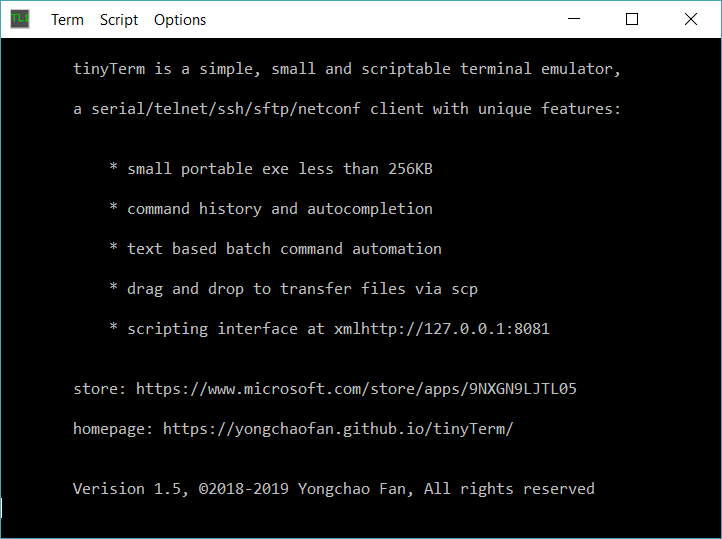 TL1
Term Script Options
tinyTerm is a simple, small and scriptable terminal emulator,
a serial/telnet/ssh/sftp/netconf client with unique features:
* small portable exe less than 256KB
* command history and autocompletion
* text based batch command automation
* drag and drop to transfer files via scp
* scripting interface at xmlhttp://127.0.0.1:8081
store: https://www.microsoft.com/store/apps/9NXGN9LJTL05
homepage: https://yongchaofan.github.io/tinyTerm/
Verision 1.5, ©2018-2019 Yongchao Fan, All rights reserved